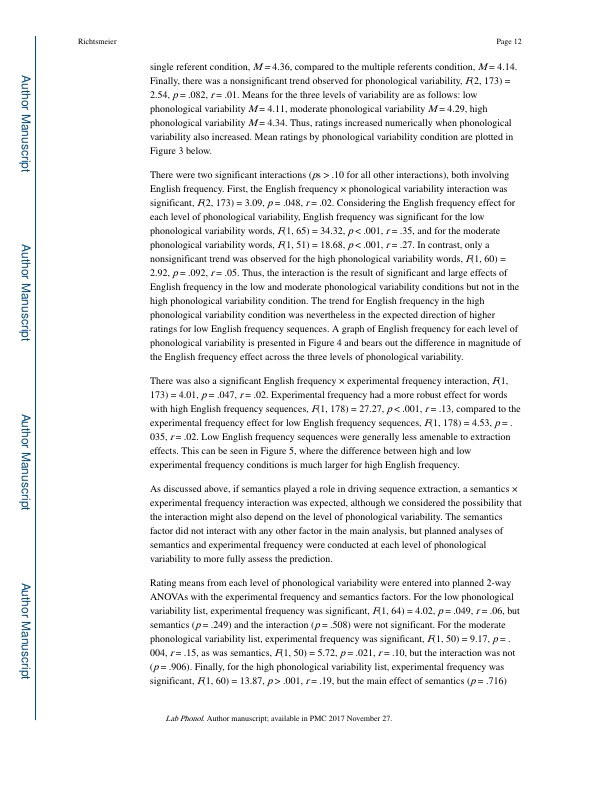 Richtsmeier
Page 12
single referent condition, M = 4.36, compared to the multiple referents condition, M = 4.14.
Finally, there was a nonsignificant trend observed for phonological variability, F(2, 173) =
2.54, p = .082, r = .01. Means for the three levels of variability are as follows: low
phonological variability M = 4.11, moderate phonological variability M = 4.29, high
phonological variability M = 4.34. Thus, ratings increased numerically when phonological
variability also increased. Mean ratings by phonological variability condition are plotted in
Figure 3 below.
There were two significant interactions (ps > .10 for all other interactions), both involving
English frequency. First, the English frequency × phonological variability interaction was
significant, F(2, 173) = 3.09, p = .048, r = .02. Considering the English frequency effect for
each level of phonological variability, English frequency was significant for the low
phonological variability words, F(1, 65) = 34.32, p < .001, r = .35, and for the moderate
phonological variability words, F(1, 51) = 18.68, p < .001, r = .27. In contrast, only a
nonsignificant trend was observed for the high phonological variability words, F(1, 60) =
2.92, p = .092, r = .05. Thus, the interaction is the result of significant and large effects of
English frequency in the low and moderate phonological variability conditions but not in the
high phonological variability condition. The trend for English frequency in the high
phonological variability condition was nevertheless in the expected direction of higher
ratings for low English frequency sequences. A graph of English frequency for each level of
phonological variability is presented in Figure 4 and bears out the difference in magnitude of
the English frequency effect across the three levels of phonological variability.
There was also a significant English frequency × experimental frequency interaction, F(1,
173) = 4.01, p = .047, r = .02. Experimental frequency had a more robust effect for words
with high English frequency sequences, F(1, 178) = 27.27, p < .001, r = .13, compared to the
experimental frequency effect for low English frequency sequences, F(1, 178) = 4.53, p = .
035, r = .02. Low English frequency sequences were generally less amenable to extraction
effects. This can be seen in Figure 5, where the difference between high and low
experimental frequency conditions is much larger for high English frequency.
As discussed above, if semantics played a role in driving sequence extraction, a semantics ×
experimental frequency interaction was expected, although we considered the possibility that
the interaction might also depend on the level of phonological variability. The semantics
factor did not interact with any other factor in the main analysis, but planned analyses of
semantics and experimental frequency were conducted at each level of phonological
variability to more fully assess the prediction.
Rating means from each level of phonological variability were entered into planned 2-way
ANOVAs with the experimental frequency and semantics factors. For the low phonological
variability list, experimental frequency was significant, F(1, 64) = 4.02, p = .049, r = .06, but
semantics (p = .249) and the interaction (p = .508) were not significant. For the moderate
phonological variability list, experimental frequency was significant, F(1, 50) = 9.17, p = .
004, r = .15, as was semantics, F(1, 50) = 5.72, p = .021, r = .10, but the interaction was not
(p = .906). Finally, for the high phonological variability list, experimental frequency was
significant, F(1, 60) = 13.87, p > .001, r = .19, but the main effect of semantics (p = .716)
Lab Phonol. Author manuscript; available in PMC 2017 November 27.
Author Manuscript
Author Manuscript
Author Manuscript
Author Manuscript